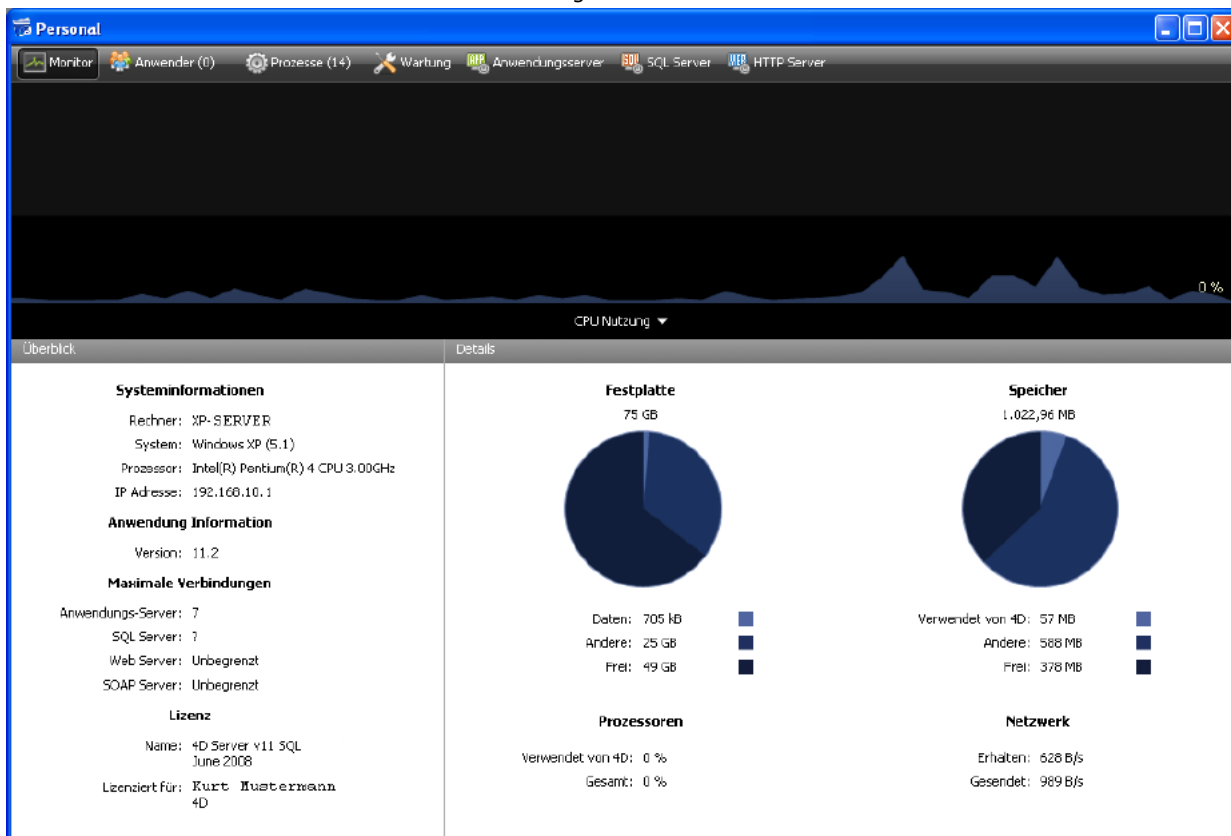 Personal
Monitor Anwender (0) Prozesse (14) Wartung Anwendungsserver SQL Server HTTP Server
0 %
CPU Nutzung
Überblick
Details
Systeminformationen
Rechner: XP-SERVER
System: Windows XP (5.1)
Prozessor: Intel(R) Pentium(R) 4 CPU 3.00GHz
IP Adresse: 192.168.10.1
Anwendung Information
Version: 11.2
Maximale Verbindungen
Anwendungs-Server: 7
SQL Server: 7
Web Server: Unbegrenzt
SOAP Server: Unbegrenzt
Lizenz
Name: 4D Server v11 SQL
June 2008
Lizenziert für: Kurt Mustermann
4D
Festplatte
75 GB
Daten: 705 kB
Andere: 25 GB
Frei: 49 GB
Speicher
1.022,96 MB
Verwendet von 4D: 57 MB
Andere: 588 MB
Frei: 378 MB
Prozessoren
Verwendet von 4D: 0 %
Gesamt: 0 %
Netzwerk
Erhalten: 628 B/s
Gesendet: 989 B/s